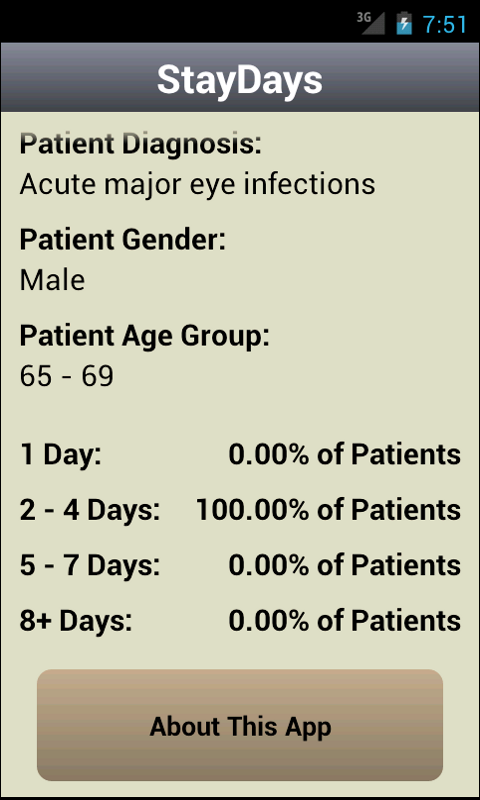 3G 7:51
StayDays
Patient Diagnosis:
Acute major eye infections
Patient Gender:
Male
Patient Age Group:
65 - 69
1 Day: 0.00% of Patients
2 - 4 Days: 100.00% of Patients
5 - 7 Days: 0.00% of Patients
8+ Days: 0.00% of Patients
About This App